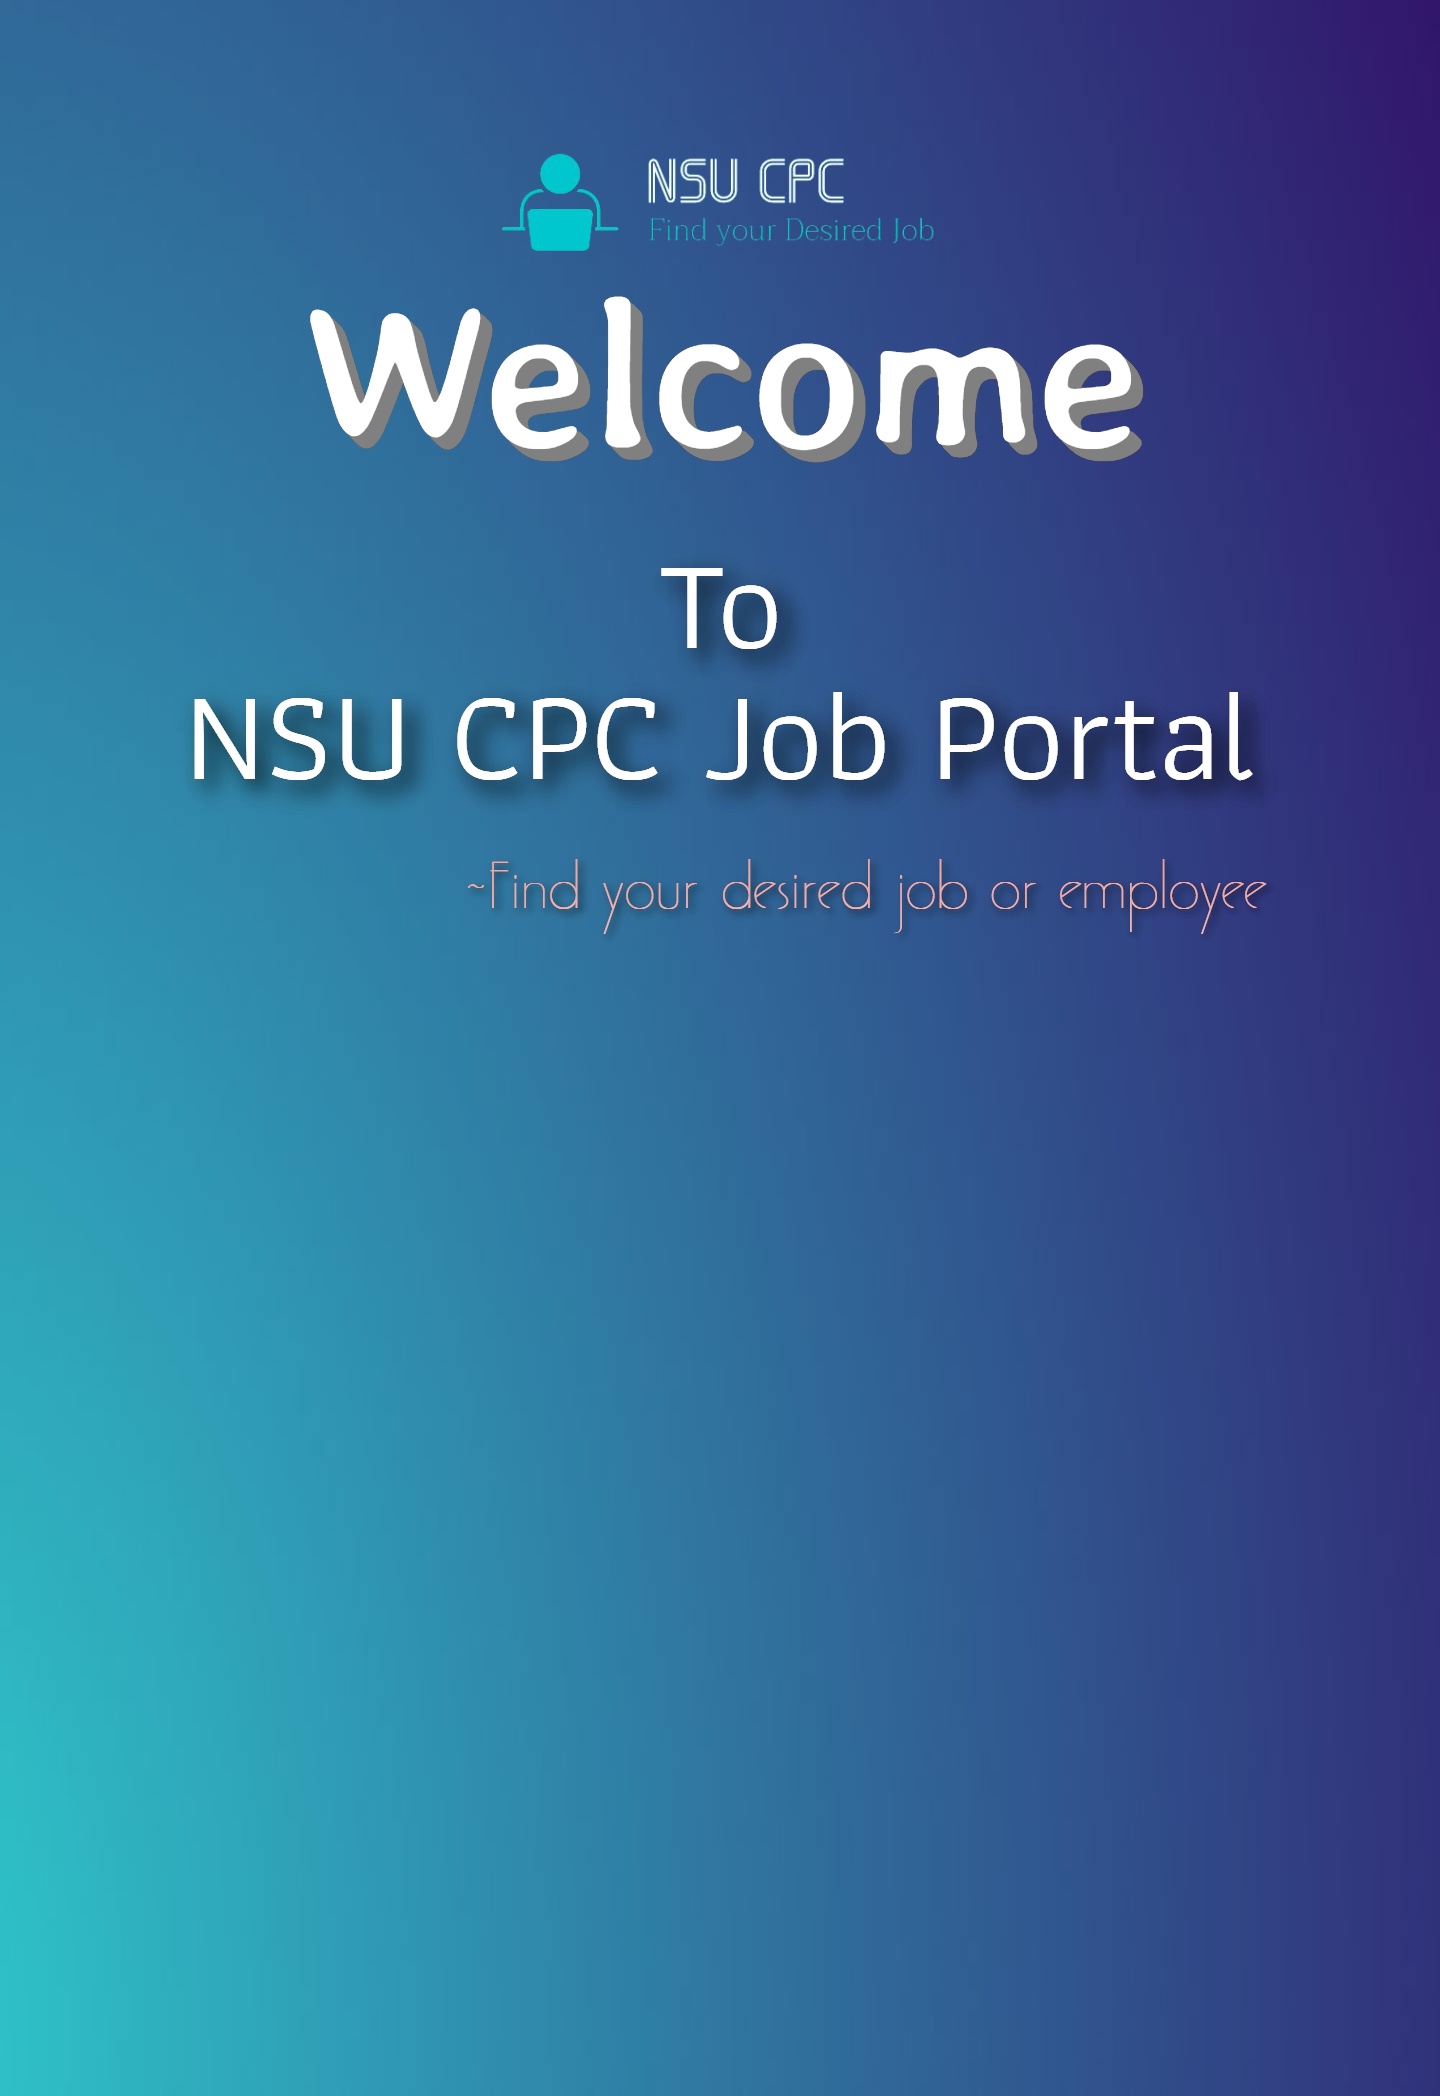 NSU CPC
Find your Desired Job
Welcome
To
NSU CPC Job Portal
~Find your desired job or employee